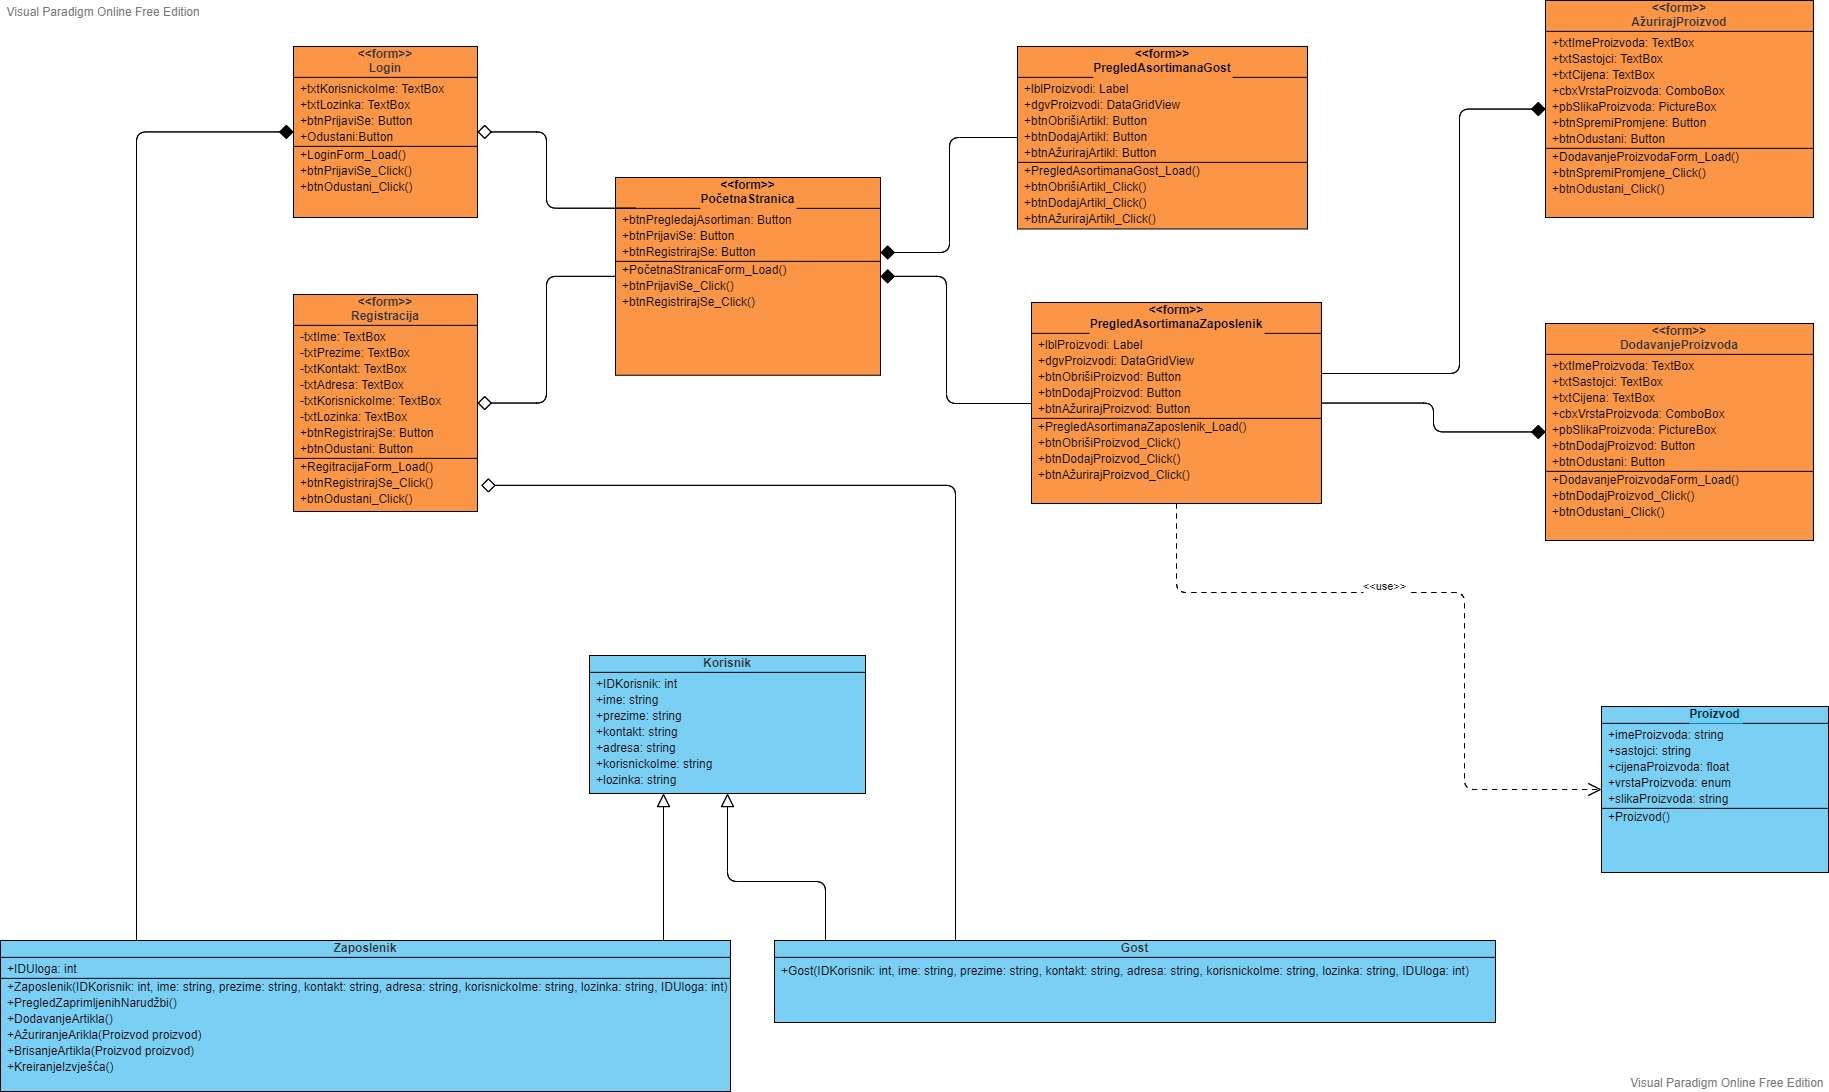 Visual Paradigm Online Free Edition
<<form>>
Login
+txtKorisnickoIme: TextBox
+txtLozinka: TextBox
+btnPrijaviSe: Button
+Odustani:Button
+LoginForm_Load()
+btnPrijaviSe_Click()
+btnOdustani_Click()
<<form>>
Registracija
-txtIme: TextBox
-txtPrezime: TextBox
-txtKontakt: TextBox
-txtAdresa: TextBox
-txtKorisnickoIme: TextBox
-txtLozinka: TextBox
+btnRegistrirajSe: Button
+btnOdustani: Button
+RegitracijaForm_Load()
+btnRegistrirajSe_Click()
+btnOdustani_Click()
<<form>>
PočetnaStranica
+btnPregledajAsortiman: Button
+btnPrijaviSe: Button
+btnRegistrirajSe: Button
+PočetnaStranicaForm_Load()
+btnPrijaviSe_Click()
+btnRegistrirajSe_Click()
<<form>>
PregledAsortimanaGost
+lblProizvodi: Label
+dgvProizvodi: DataGridView
+btnObrišiArtikl: Button
+btnDodajArtikl: Button
+btnAžurirajArtikl: Button
+PregledAsortimanaGost_Load()
+btnObrišiArtikl_Click()
+btnDodajArtikl_Click()
+btnAžurirajArtikl_Click()
<<form>>
PregledAsortimanaZaposlenik
+lblProizvodi: Label
+dgvProizvodi: DataGridView
+btnObrišiProizvod: Button
+btnDodajProizvod: Button
+btnAžurirajProizvod: Button
+PregledAsortimanaZaposlenik_Load()
+btnObrišiProizvod_Click()
+btnDodajProizvod_Click()
+btnAžurirajProizvod_Click()
<<form>>
AžurirajProizvod
+txtImeProizvoda: TextBox
+txtSastojci: TextBox
+txtCijena: TextBox
+cbxVrstaProizvoda: ComboBox
+pbSlikaProizvoda: PictureBox
+btnSpremiPromjene: Button
+btnOdustani: Button
+DodavanjeProizvodaForm_Load()
+btnSpremiPromjene_Click()
+btnOdustani_Click()
<<form>>
DodavanjeProizvoda
+txtImeProizvoda: TextBox
+txtSastojci: TextBox
+txtCijena: TextBox
+cbxVrstaProizvoda: ComboBox
+pbSlikaProizvoda: PictureBox
+btnDodajProizvod: Button
+btnOdustani: Button
+DodavanjeProizvodaForm_Load()
+btnDodajProizvod_Click()
+btnOdustani_Click()
<<use>>
Korisnik
+IDKorisnik: int
+ime: string
+prezime: string
+kontakt: string
+adresa: string
+korisnickoIme: string
+lozinka: string
Proizvod
+imeProizvoda: string
+sastojci: string
+cijenaProizvoda: float
+vrstaProizvoda: enum
+slikaProizvoda: string
+Proizvod()
Zaposlenik
+IDUloga: int
+Zaposlenik(IDKorisnik: int, ime: string, prezime: string, kontakt: string, adresa: string, korisnickoIme: string, lozinka: string, IDUloga: int)
+PregledZaprimljenihNarudžbi()
+DodavanjeArtikla()
+AžuriranjeArikla(Proizvod proizvod)
+BrisanjeArtikla(Proizvod proizvod)
+KreiranjeIzvješća()
Gost
+Gost(IDKorisnik: int, ime: string, prezime: string, kontakt: string, adresa: string, korisnickoIme: string, lozinka: string, IDUloga: int)
Visual Paradigm Online Free Edition